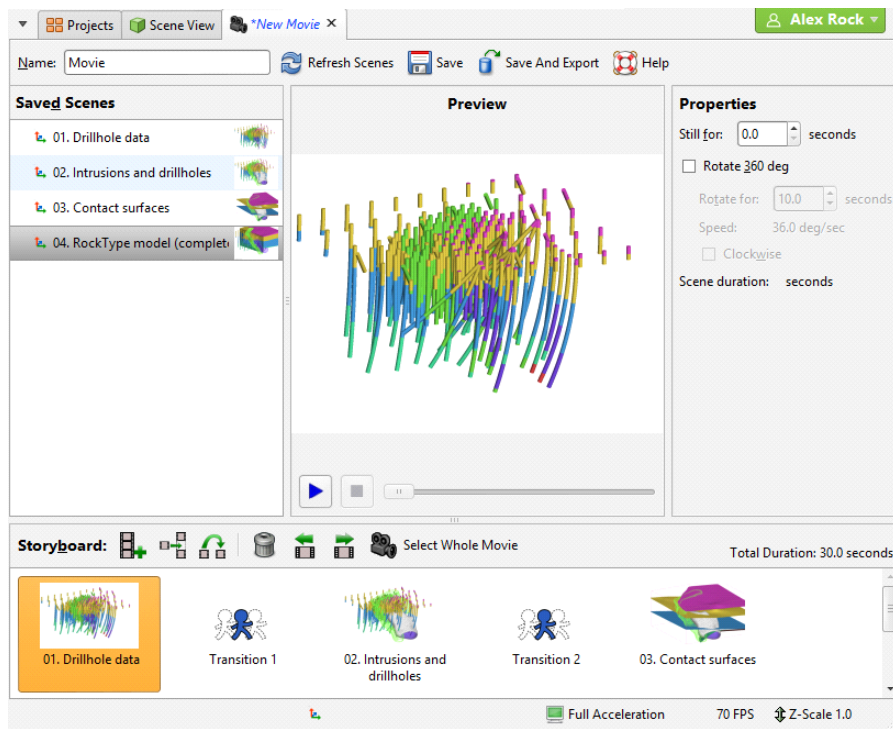 Projects Scene View *New Movie × Alex Rock
Name: Movie Refresh Scenes Save Save And Export Help
Saved Scenes
01. Drillhole data
02. Intrusions and drillholes
03. Contact surfaces
04. RockType model (complet
Preview
Properties
Still for: 0.0 seconds
Rotate 360 deg
Rotate for: 10.0 seconds
Speed: 36.0 deg/sec
Clockwise
Scene duration: seconds
Storyboard: Select Whole Movie Total Duration: 30.0 seconds
01. Drillhole data Transition 1 02. Intrusions and Transition 2 03. Contact surfaces
drillholes
Full Acceleration 70 FPS Z-Scale 1.0